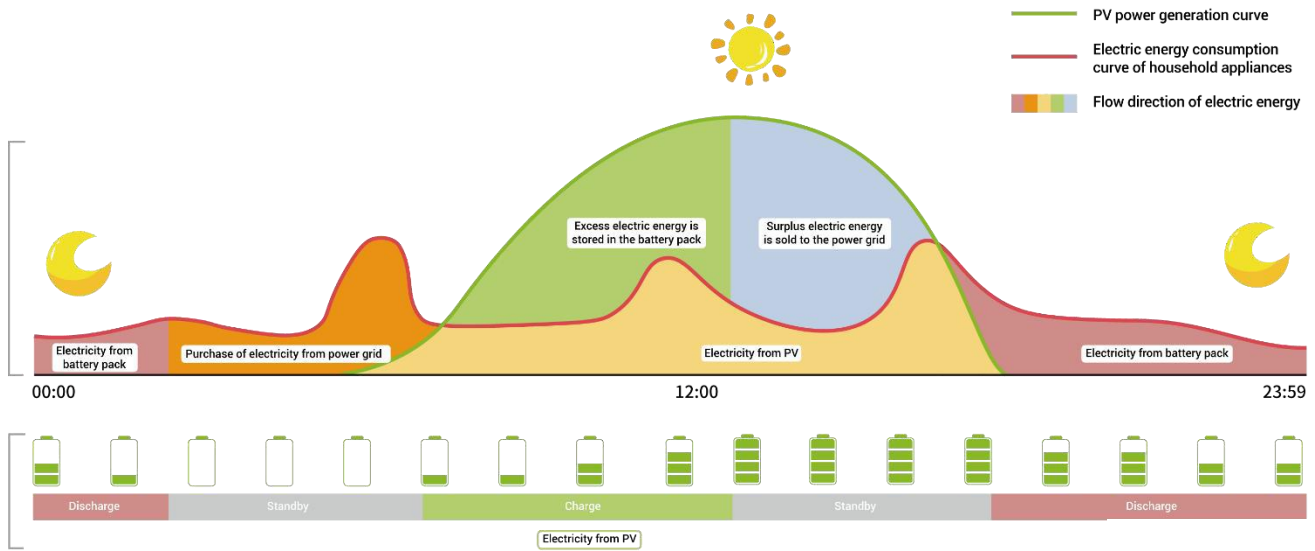 PV power generation curve
Electric energy consumption
curve of household appliances
Flow direction of electric energy
Excess electric energy is
stored in the battery pack
Surplus electric energy
is sold to the power grid
Electricity from
battery pack
Purchase of electricity from power grid
Electricity from PV
Electricity from battery pack
00:00
12:00
23:59
Discharge
Standby
Charge
Standby
Discharge
Electricity from PV